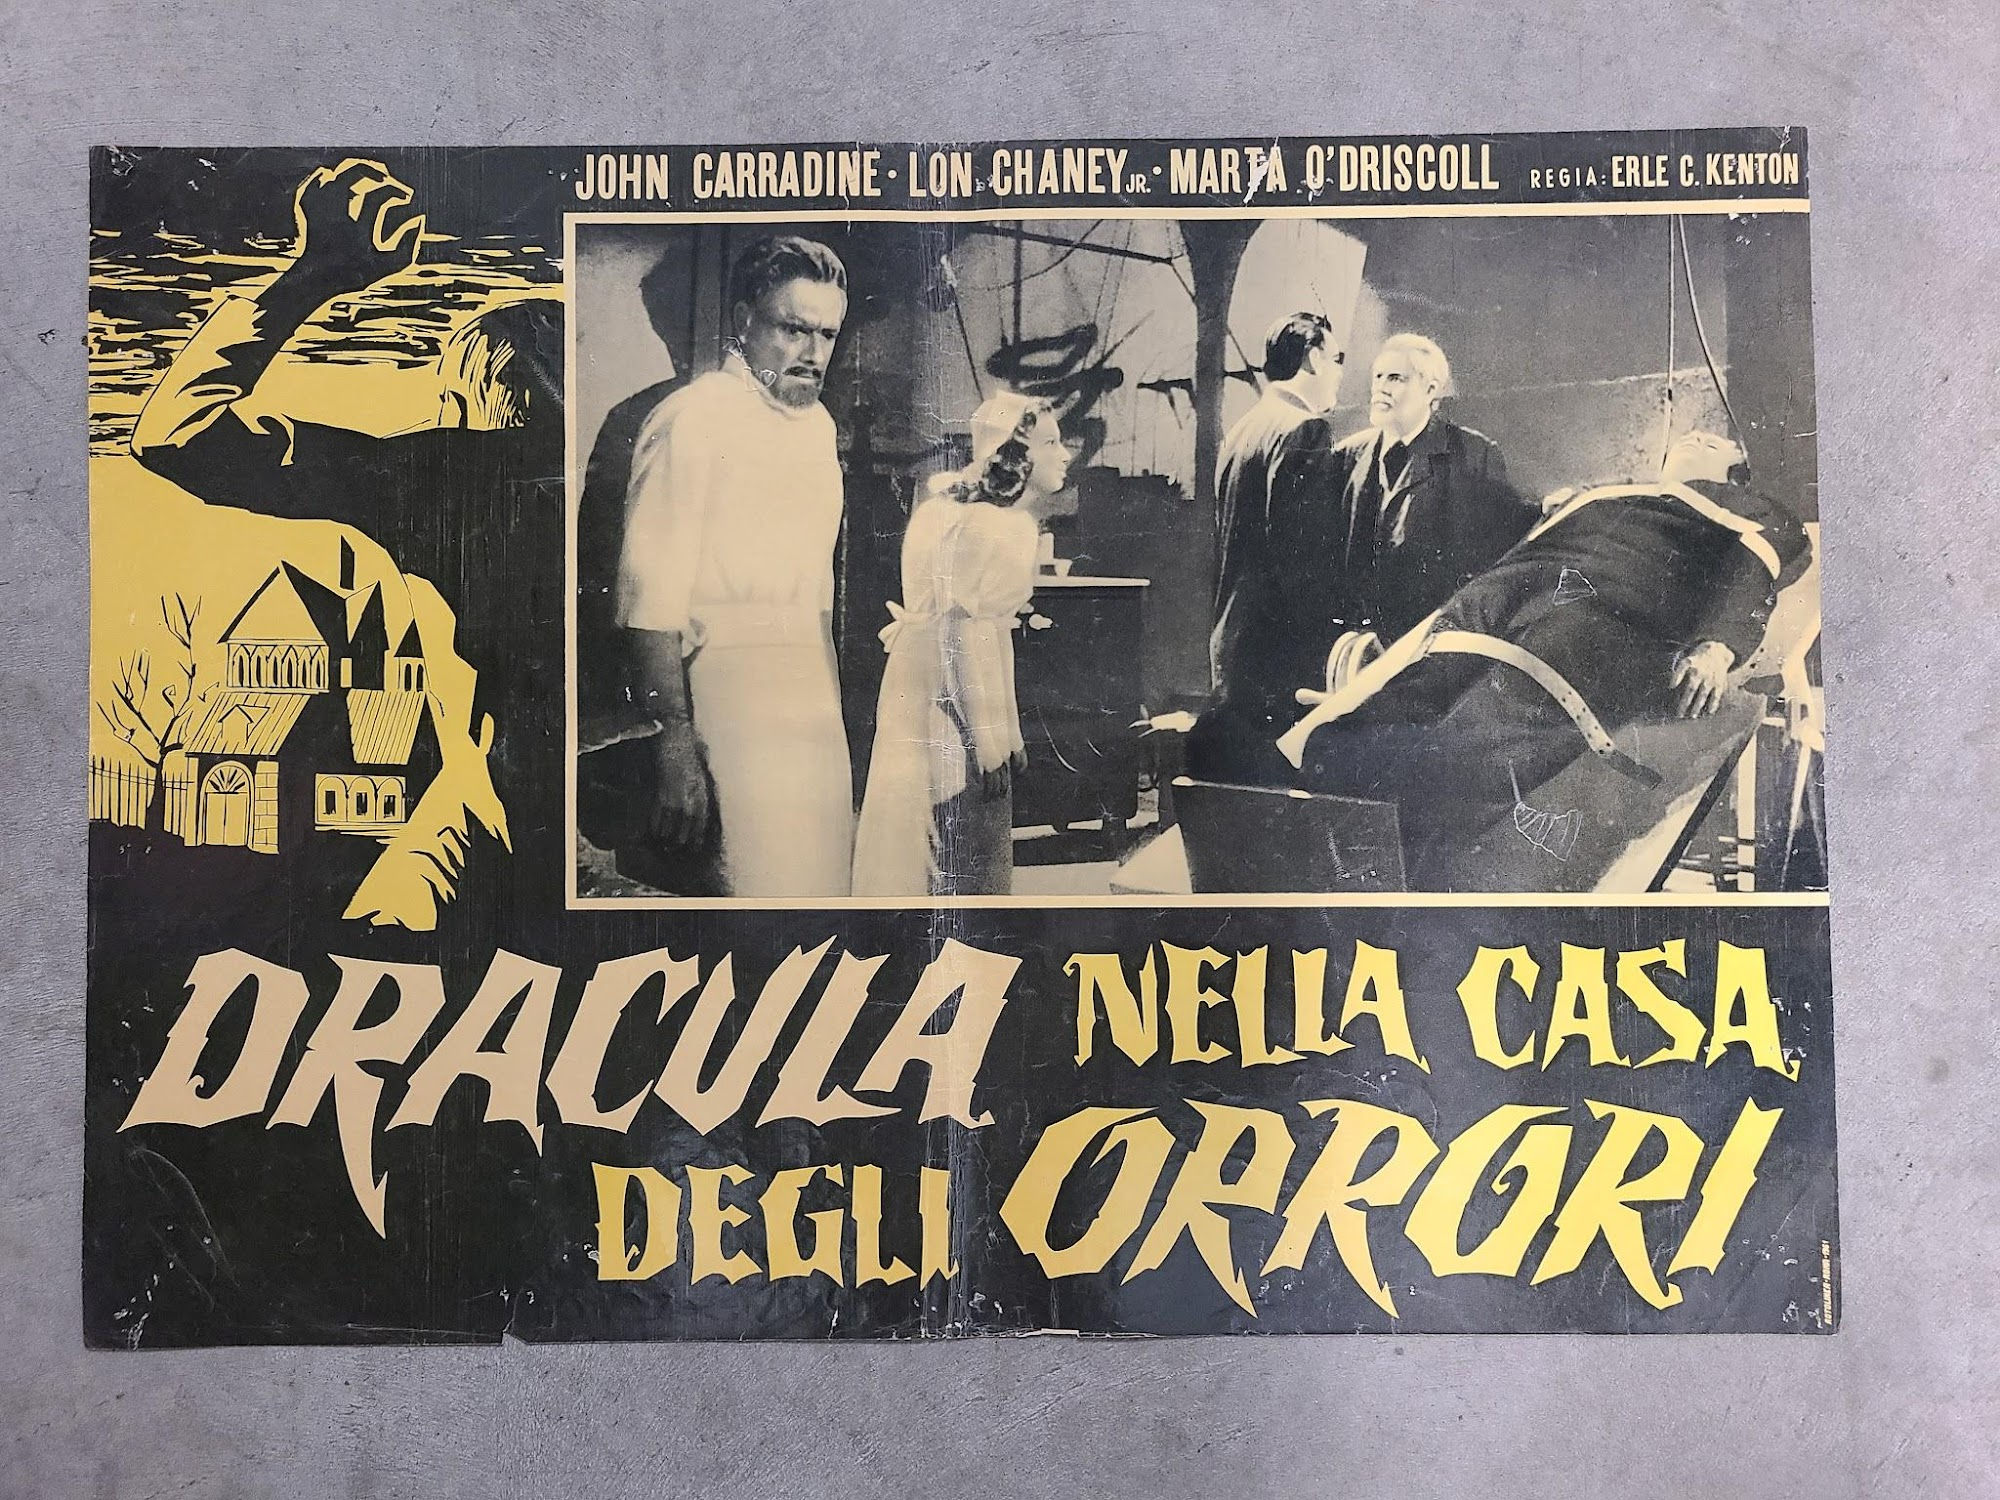 JOHN CARRADINE · LON CHANEY JR. · MARTA O'DRISCOLL REGIA: ERLE C. KENTON
DRACULA NELLA CASA
DEGLI ORRORI